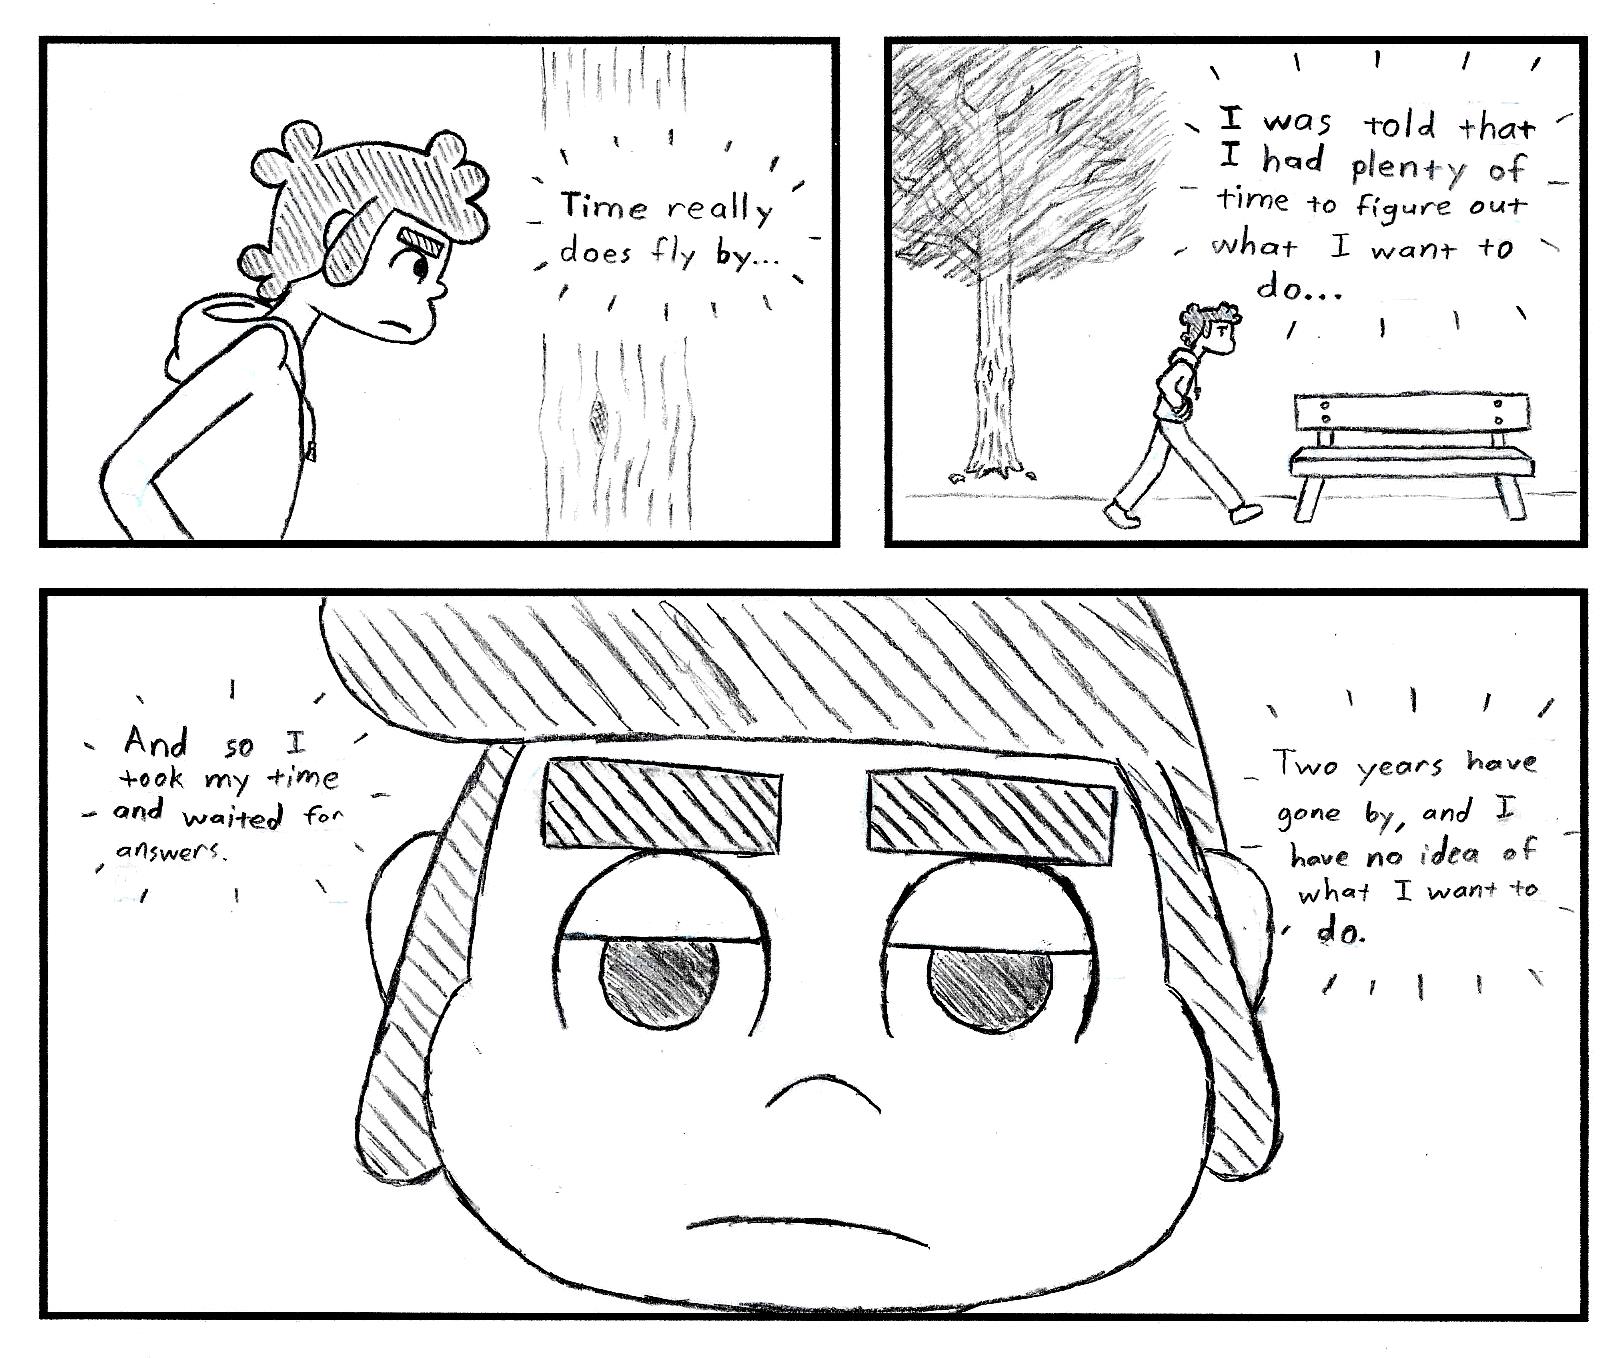 Time really
does fly by...
I was told that
I had plenty of
time to figure out
what I want to
do...
And so I
took my time
and waited for
answers.
Two years have
gone by, and I
have no idea of
what I want to
do.